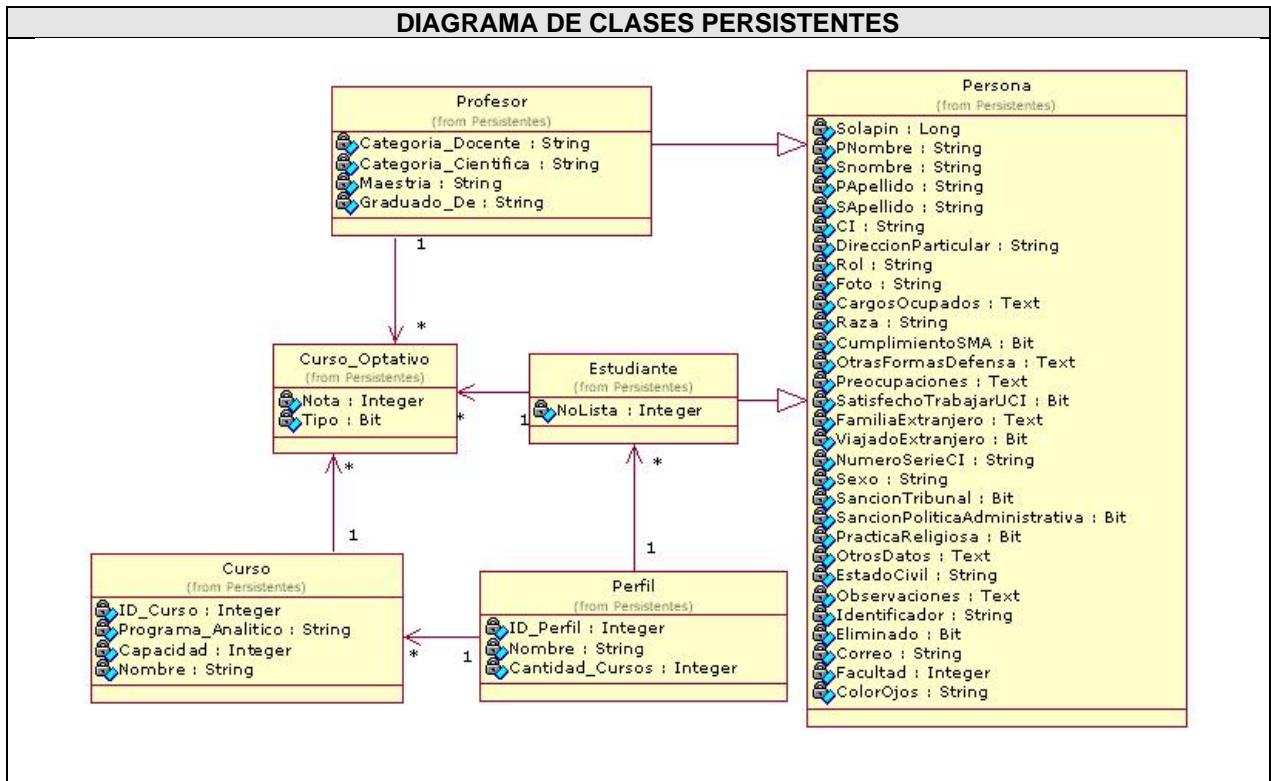 DIAGRAMA DE CLASES PERSISTENTES
Profesor
(from Persistentes)
Categoria_Docente : String
Categoria_Cientifica : String
Maestria : String
Graduado_De : String
1
*
Curso_Optativo
(from Persistentes)
Nota : Integer
Tipo : Bit
*
1
Estudiante
(from Persistentes)
NoLista : Integer
*
1
*
1
Curso
(from Persistentes)
ID_Curso : Integer
Programa_Analitico : String
Capacidad : Integer
Nombre : String
*
1
Perfil
(from Persistentes)
ID_Perfil : Integer
Nombre : String
Cantidad_Cursos : Integer
Persona
(from Persistentes)
Solapin : Long
PNombre : String
Snombre : String
PApellido : String
SApellido : String
CI : String
DireccionParticular : String
Rol : String
Foto : String
CargosOcupados : Text
Raza : String
CumplimientoSMA : Bit
OtrasFormasDefensa : Text
Preocupaciones : Text
SatisfechoTrabajarUCI : Bit
FamiliaExtranjero : Text
ViajadoExtranjero : Bit
NumeroSerieCI : String
Sexo : String
SancionTribunal : Bit
SancionPoliticaAdministrativa : Bit
PracticaReligiosa : Bit
OtrosDatos : Text
EstadoCivil : String
Observaciones : Text
Identificador : String
Eliminado : Bit
Correo : String
Facultad : Integer
ColorOjos : String